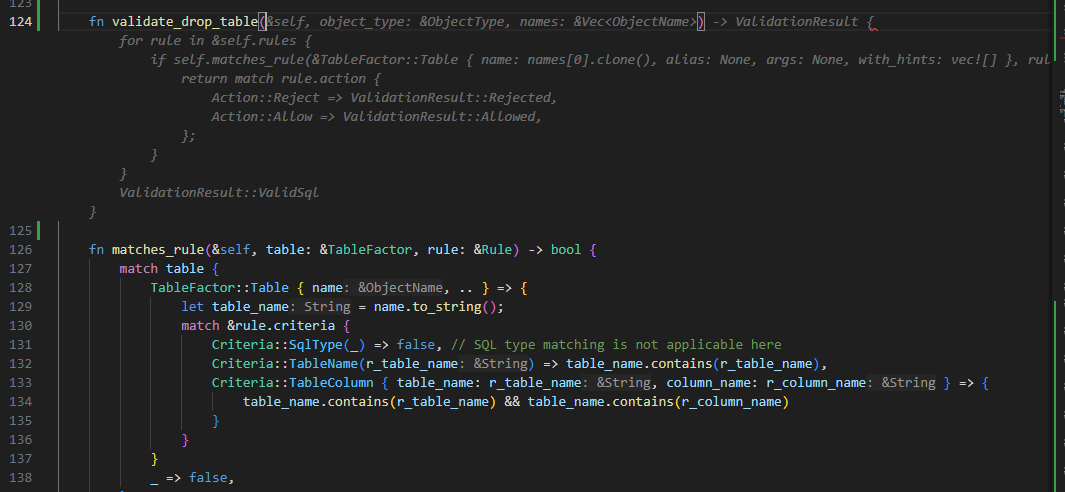 123
124 fn validate_drop_table(&self, object_type: &ObjectType, names: &Vec<ObjectName>) -> ValidationResult {
for rule in &self.rules {
if self.matches_rule(&TableFactor::Table { name: names[0].clone(), alias: None, args: None, with_hints: vec![] }, rul
return match rule.action {
Action::Reject => ValidationResult::Rejected,
Action::Allow => ValidationResult::Allowed,
};
}
}
ValidationResult::ValidSql
}
125
126 fn matches_rule(&self, table: &TableFactor, rule: &Rule) -> bool {
127 match table {
128 TableFactor::Table { name: &ObjectName, .. } => {
129 let table_name: String = name.to_string();
130 match &rule.criteria {
131 Criteria::SqlType(_) => false, // SQL type matching is not applicable here
132 Criteria::TableName(r_table_name: &String) => table_name.contains(r_table_name),
133 Criteria::TableColumn { table_name: r_table_name: &String, column_name: r_column_name: &String } => {
134 table_name.contains(r_table_name) && table_name.contains(r_column_name)
135 }
136 }
137 }
138 _ => false,